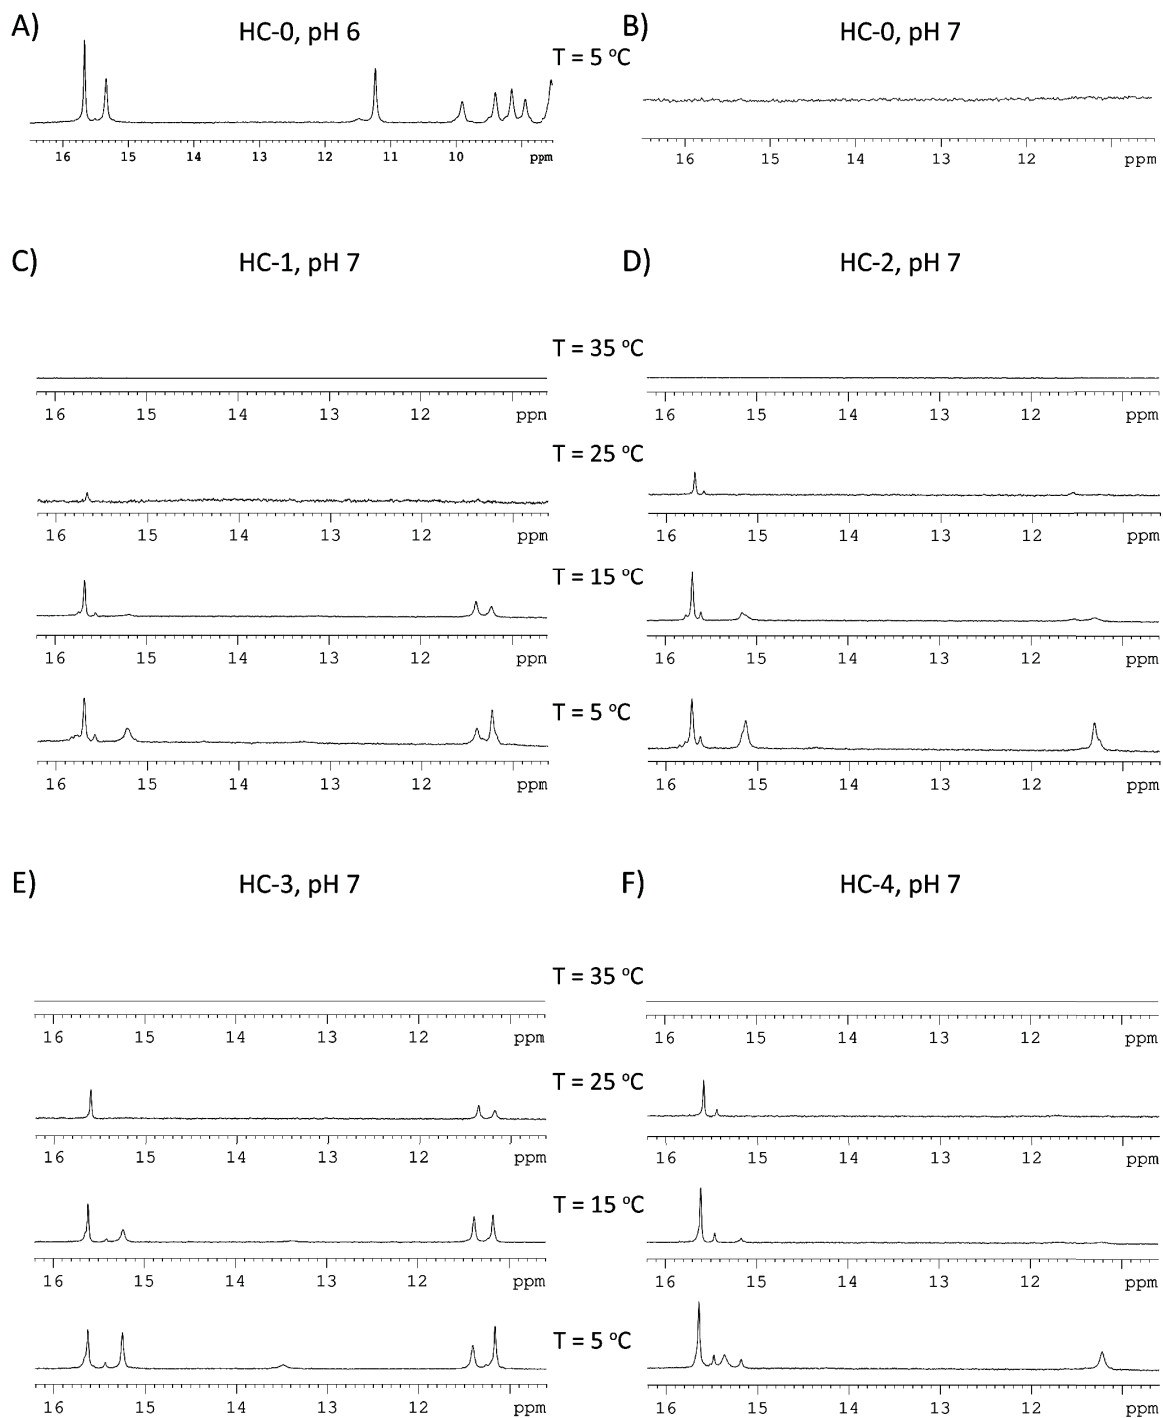 A) HC-0, pH 6 B) HC-0, pH 7
T = 5 °C
16 15 14 13 12 11 10 ppm
16 15 14 13 12 ppm
C) HC-1, pH 7 D) HC-2, pH 7
T = 35 °C
16 15 14 13 12 ppn 16 15 14 13 12 ppm
T = 25 °C
16 15 14 13 12 ppm 16 15 14 13 12 ppm
T = 15 °C
16 15 14 13 12 ppn 16 15 14 13 12 ppm
T = 5 °C
16 15 14 13 12 ppm 16 15 14 13 12 ppm
E) HC-3, pH 7 F) HC-4, pH 7
T = 35 °C
16 15 14 13 12 ppm 16 15 14 13 12 ppm
T = 25 °C
16 15 14 13 12 ppm 16 15 14 13 12 ppm
T = 15 °C
16 15 14 13 12 ppm 16 15 14 13 12 ppm
T = 5 °C
16 15 14 13 12 ppm 16 15 14 13 12 ppm